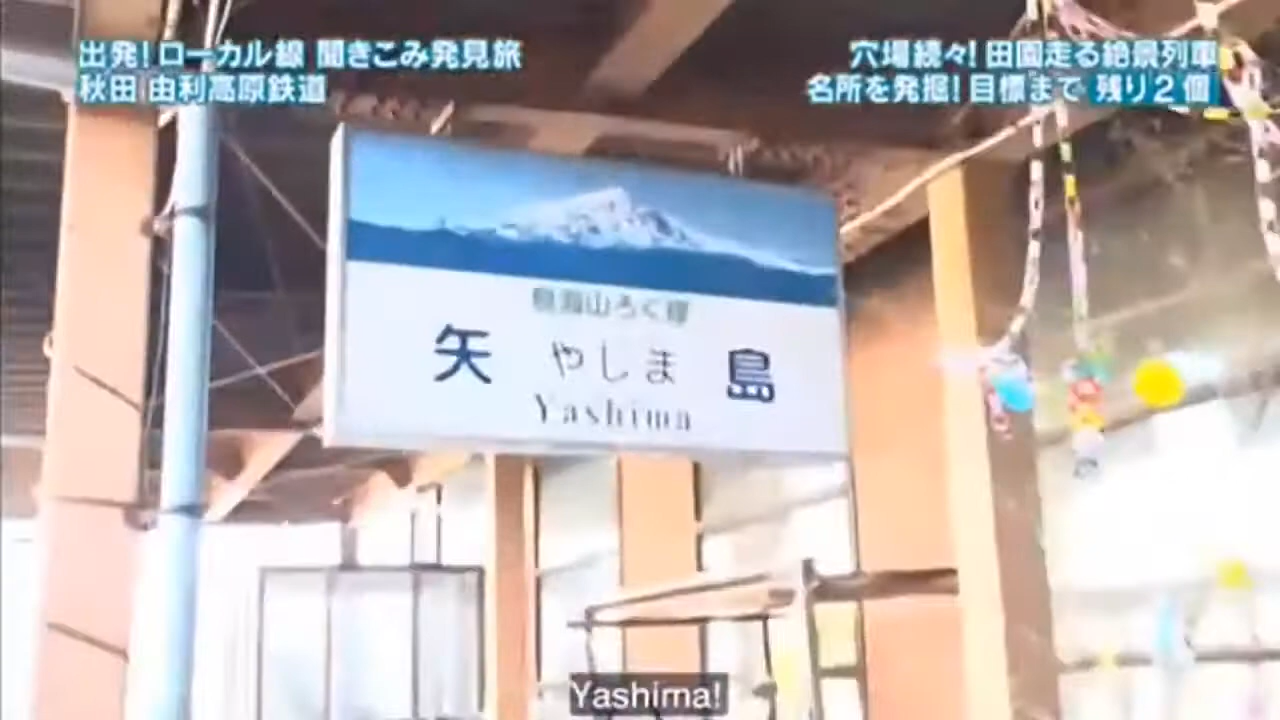 出発！ローカル線 聞きこみ発見旅
秋田 由利高原鉄道
穴場続々！田園走る絶景列車
名所を発掘！目標まで 残り２個
鳥海山ろく線
矢 やしま 島
Yashima
Yashima!